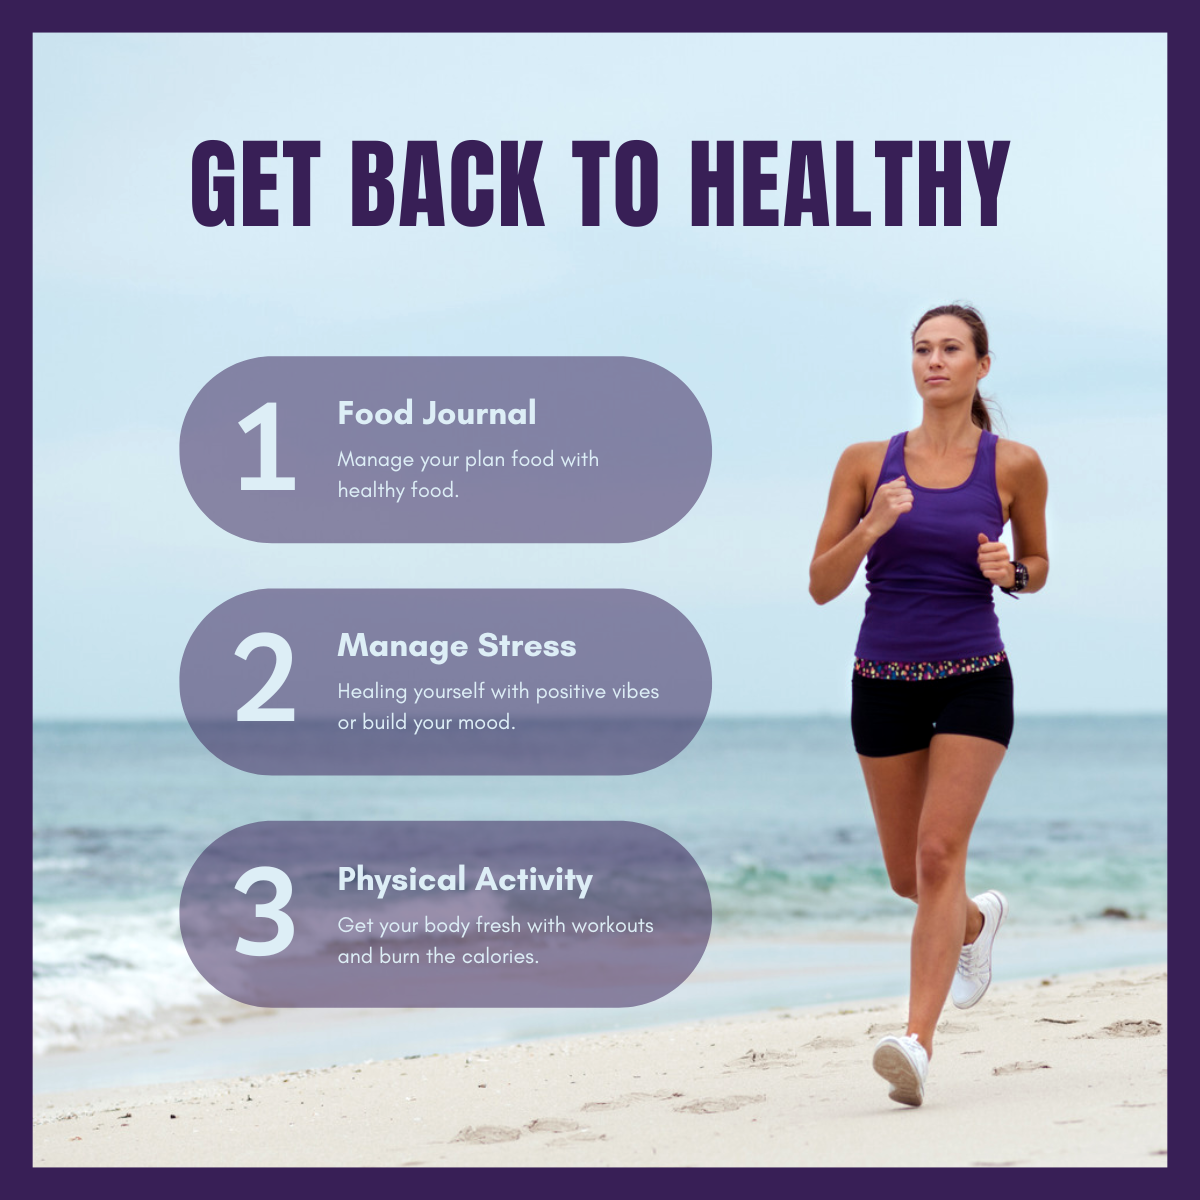 GET BACK TO HEALTHY
1
Food Journal
Manage your plan food with
healthy food.
2
Manage Stress
Healing yourself with positive vibes
or build your mood.
3
Physical Activity
Get your body fresh with workouts
and burn the calories.